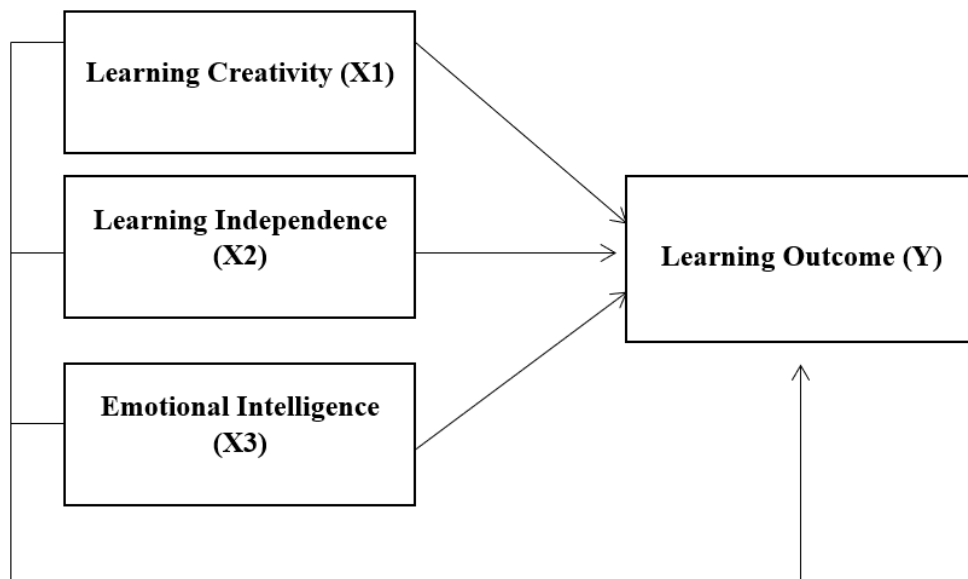 Learning Creativity (X1)
Learning Independence
(X2)
Learning Outcome (Y)
Emotional Intelligence
(X3)